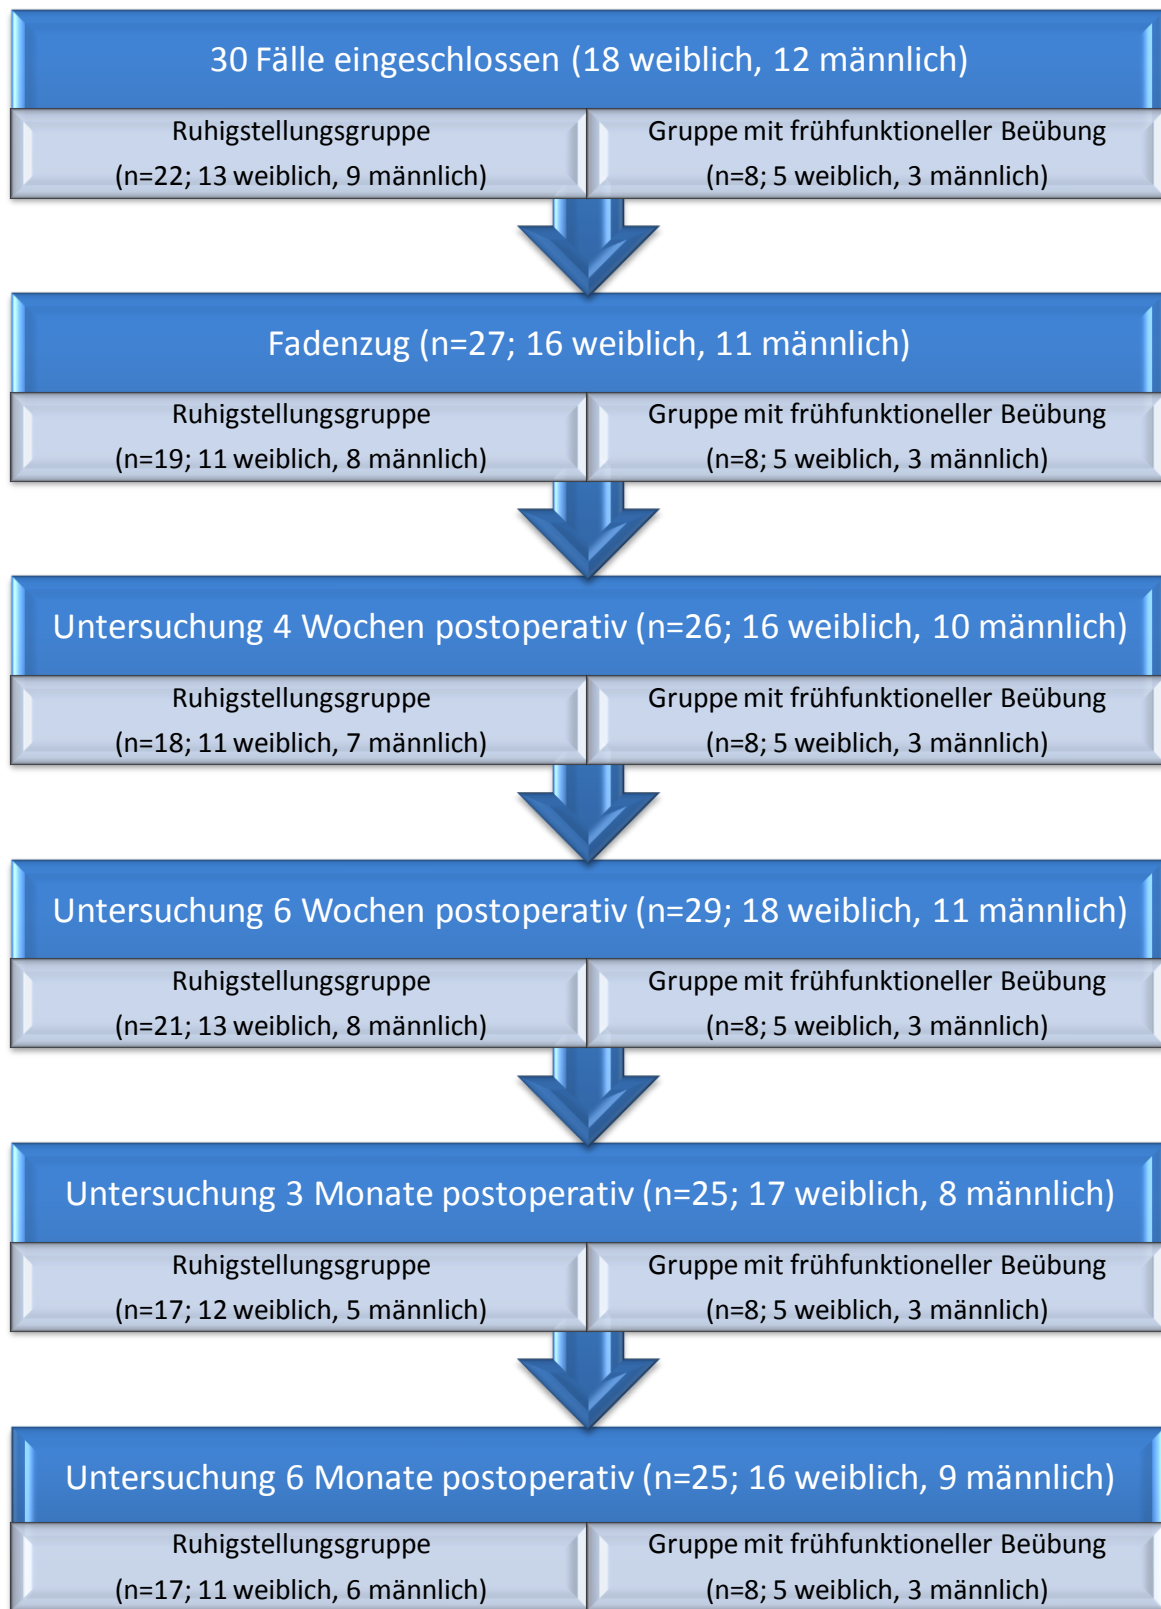 30 Fälle eingeschlossen (18 weiblich, 12 männlich)
Ruhigstellungsgruppe
(n=22; 13 weiblich, 9 männlich)
Gruppe mit frühfunktioneller Beübung
(n=8; 5 weiblich, 3 männlich)
Fadenzug (n=27; 16 weiblich, 11 männlich)
Ruhigstellungsgruppe
(n=19; 11 weiblich, 8 männlich)
Gruppe mit frühfunktioneller Beübung
(n=8; 5 weiblich, 3 männlich)
Untersuchung 4 Wochen postoperativ (n=26; 16 weiblich, 10 männlich)
Ruhigstellungsgruppe
(n=18; 11 weiblich, 7 männlich)
Gruppe mit frühfunktioneller Beübung
(n=8; 5 weiblich, 3 männlich)
Untersuchung 6 Wochen postoperativ (n=29; 18 weiblich, 11 männlich)
Ruhigstellungsgruppe
(n=21; 13 weiblich, 8 männlich)
Gruppe mit frühfunktioneller Beübung
(n=8; 5 weiblich, 3 männlich)
Untersuchung 3 Monate postoperativ (n=25; 17 weiblich, 8 männlich)
Ruhigstellungsgruppe
(n=17; 12 weiblich, 5 männlich)
Gruppe mit frühfunktioneller Beübung
(n=8; 5 weiblich, 3 männlich)
Untersuchung 6 Monate postoperativ (n=25; 16 weiblich, 9 männlich)
Ruhigstellungsgruppe
(n=17; 11 weiblich, 6 männlich)
Gruppe mit frühfunktioneller Beübung
(n=8; 5 weiblich, 3 männlich)